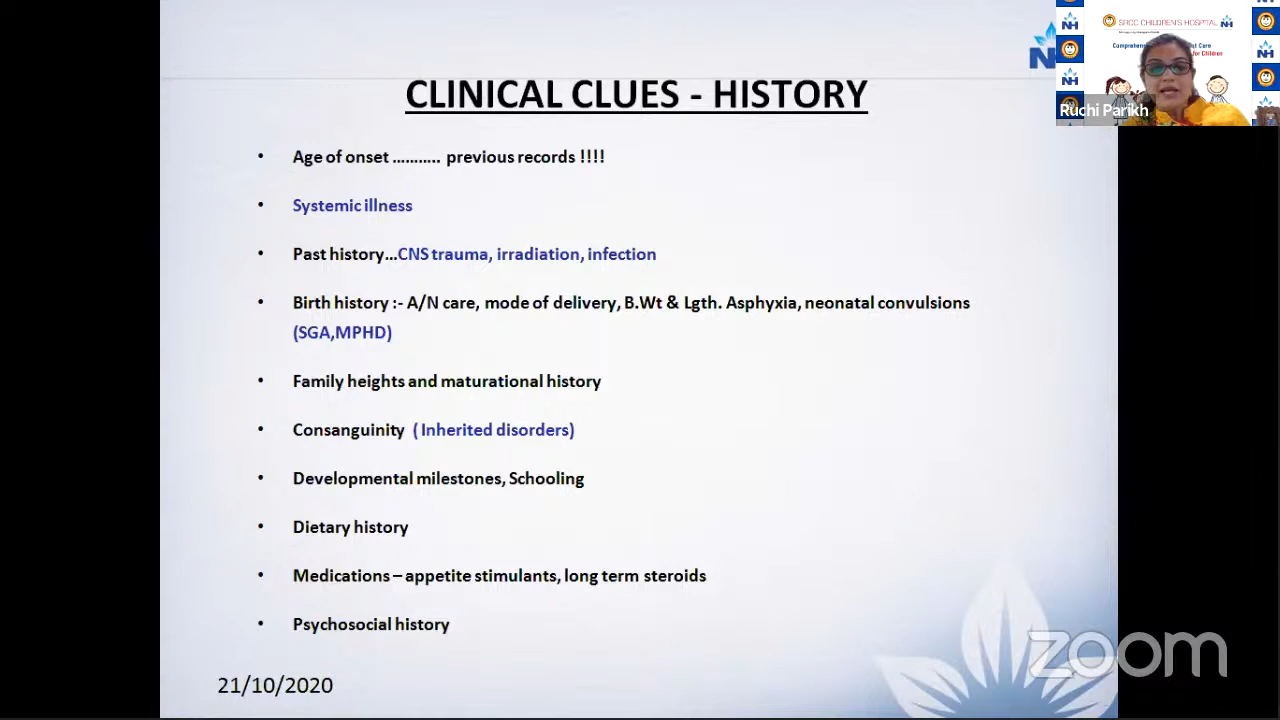 SRCC CHILDREN'S HOSPITAL
NH
for Children
Ruchi Parikh
CLINICAL CLUES - HISTORY
• Age of onset ........... previous records !!!!
• Systemic illness
• Past history...CNS trauma, irradiation, infection
• Birth history :- A/N care, mode of delivery, B.Wt & Lgth. Asphyxia, neonatal convulsions
(SGA,MPHD)
• Family heights and maturational history
• Consanguinity ( Inherited disorders)
• Developmental milestones, Schooling
• Dietary history
• Medications – appetite stimulants, long term steroids
• Psychosocial history
21/10/2020
zoom